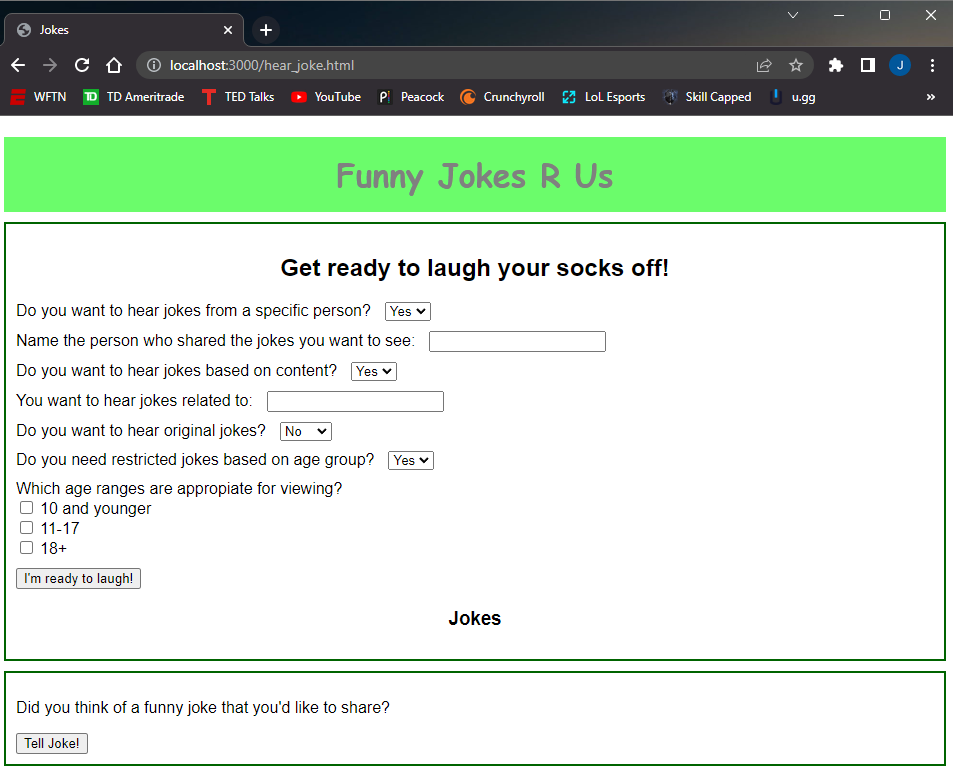 Jokes
localhost:3000/hear_joke.html
J
WFTN TD TD Ameritrade TED Talks YouTube Peacock Crunchyroll LoL Esports Skill Capped u.gg »
Funny Jokes R Us
Get ready to laugh your socks off!
Do you want to hear jokes from a specific person? Yes
Name the person who shared the jokes you want to see:
Do you want to hear jokes based on content? Yes
You want to hear jokes related to:
Do you want to hear original jokes? No
Do you need restricted jokes based on age group? Yes
Which age ranges are appropiate for viewing?
10 and younger
11-17
18+
I'm ready to laugh!
Jokes
Did you think of a funny joke that you'd like to share?
Tell Joke!